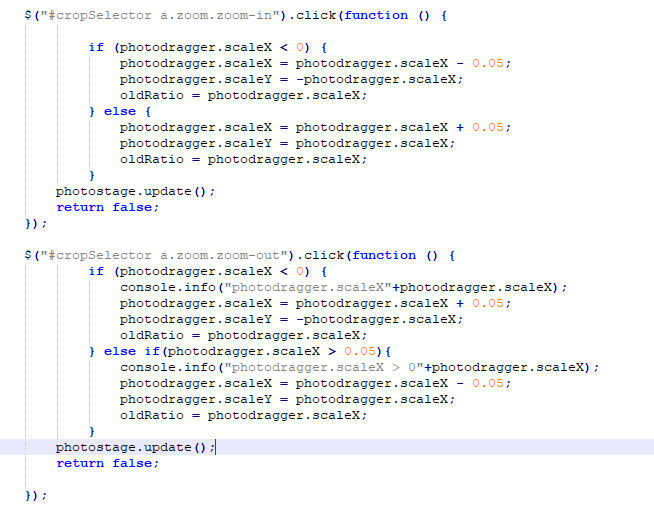 $("#cropSelector a.zoom.zoom-in").click(function () {
if (photodragger.scaleX < 0) {
photodragger.scaleX = photodragger.scaleX - 0.05;
photodragger.scaleY = -photodragger.scaleX;
oldRatio = photodragger.scaleX;
} else {
photodragger.scaleX = photodragger.scaleX + 0.05;
photodragger.scaleY = photodragger.scaleX;
oldRatio = photodragger.scaleX;
}
photostage.update();
return false;
});
$("#cropSelector a.zoom.zoom-out").click(function () {
if (photodragger.scaleX < 0) {
console.info("photodragger.scaleX"+photodragger.scaleX);
photodragger.scaleX = photodragger.scaleX + 0.05;
photodragger.scaleY = -photodragger.scaleX;
oldRatio = photodragger.scaleX;
} else if(photodragger.scaleX > 0.05){
console.info("photodragger.scaleX > 0"+photodragger.scaleX);
photodragger.scaleX = photodragger.scaleX - 0.05;
photodragger.scaleY = photodragger.scaleX;
oldRatio = photodragger.scaleX;
}
photostage.update();
return false;
});